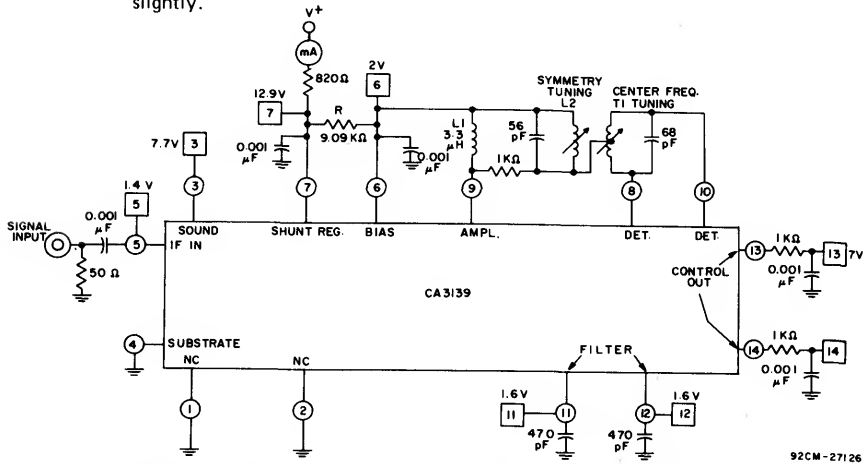 slightly.
V+
mA
820Ω
12.9V
7
R
9.09 KΩ
2V
6
0.001
μF
0.001
μF
7.7V
3
3
7
6
L1
3.3
μH
1KΩ
9
56
pF
SYMMETRY
TUNING
L2
CENTER FREQ.
T1 TUNING
68
pF
8
10
1.4 V
5
0.001
μF
SIGNAL
INPUT
50 Ω
5
IF IN
SOUND
SHUNT REG.
BIAS
AMPL.
DET.
DET.
CA3139
CONTROL
OUT
13
1KΩ
13
7V
0.001
μF
14
1KΩ
14
0.001
μF
4
SUBSTRATE
NC
NC
1
2
FILTER
1.6V
11
11
470
pF
12
1.6V
12
470
pF
92CM-27126